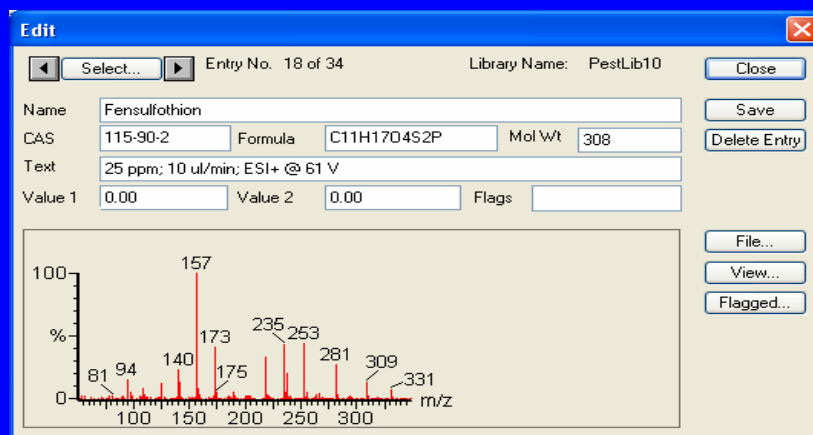 Edit
Select... Entry No. 18 of 34 Library Name: PestLib10 Close
Name Fensulfothion Save
CAS 115-90-2 Formula C11H17O4S2P Mol Wt 308 Delete Entry
Text 25 ppm; 10 ul/min; ESI+ @ 61 V
Value 1 0.00 Value 2 0.00 Flags
File...
View...
Flagged...
157
100
%
0
81 94 140 173 175 235 253 281 309 331
m/z
100 150 200 250 300